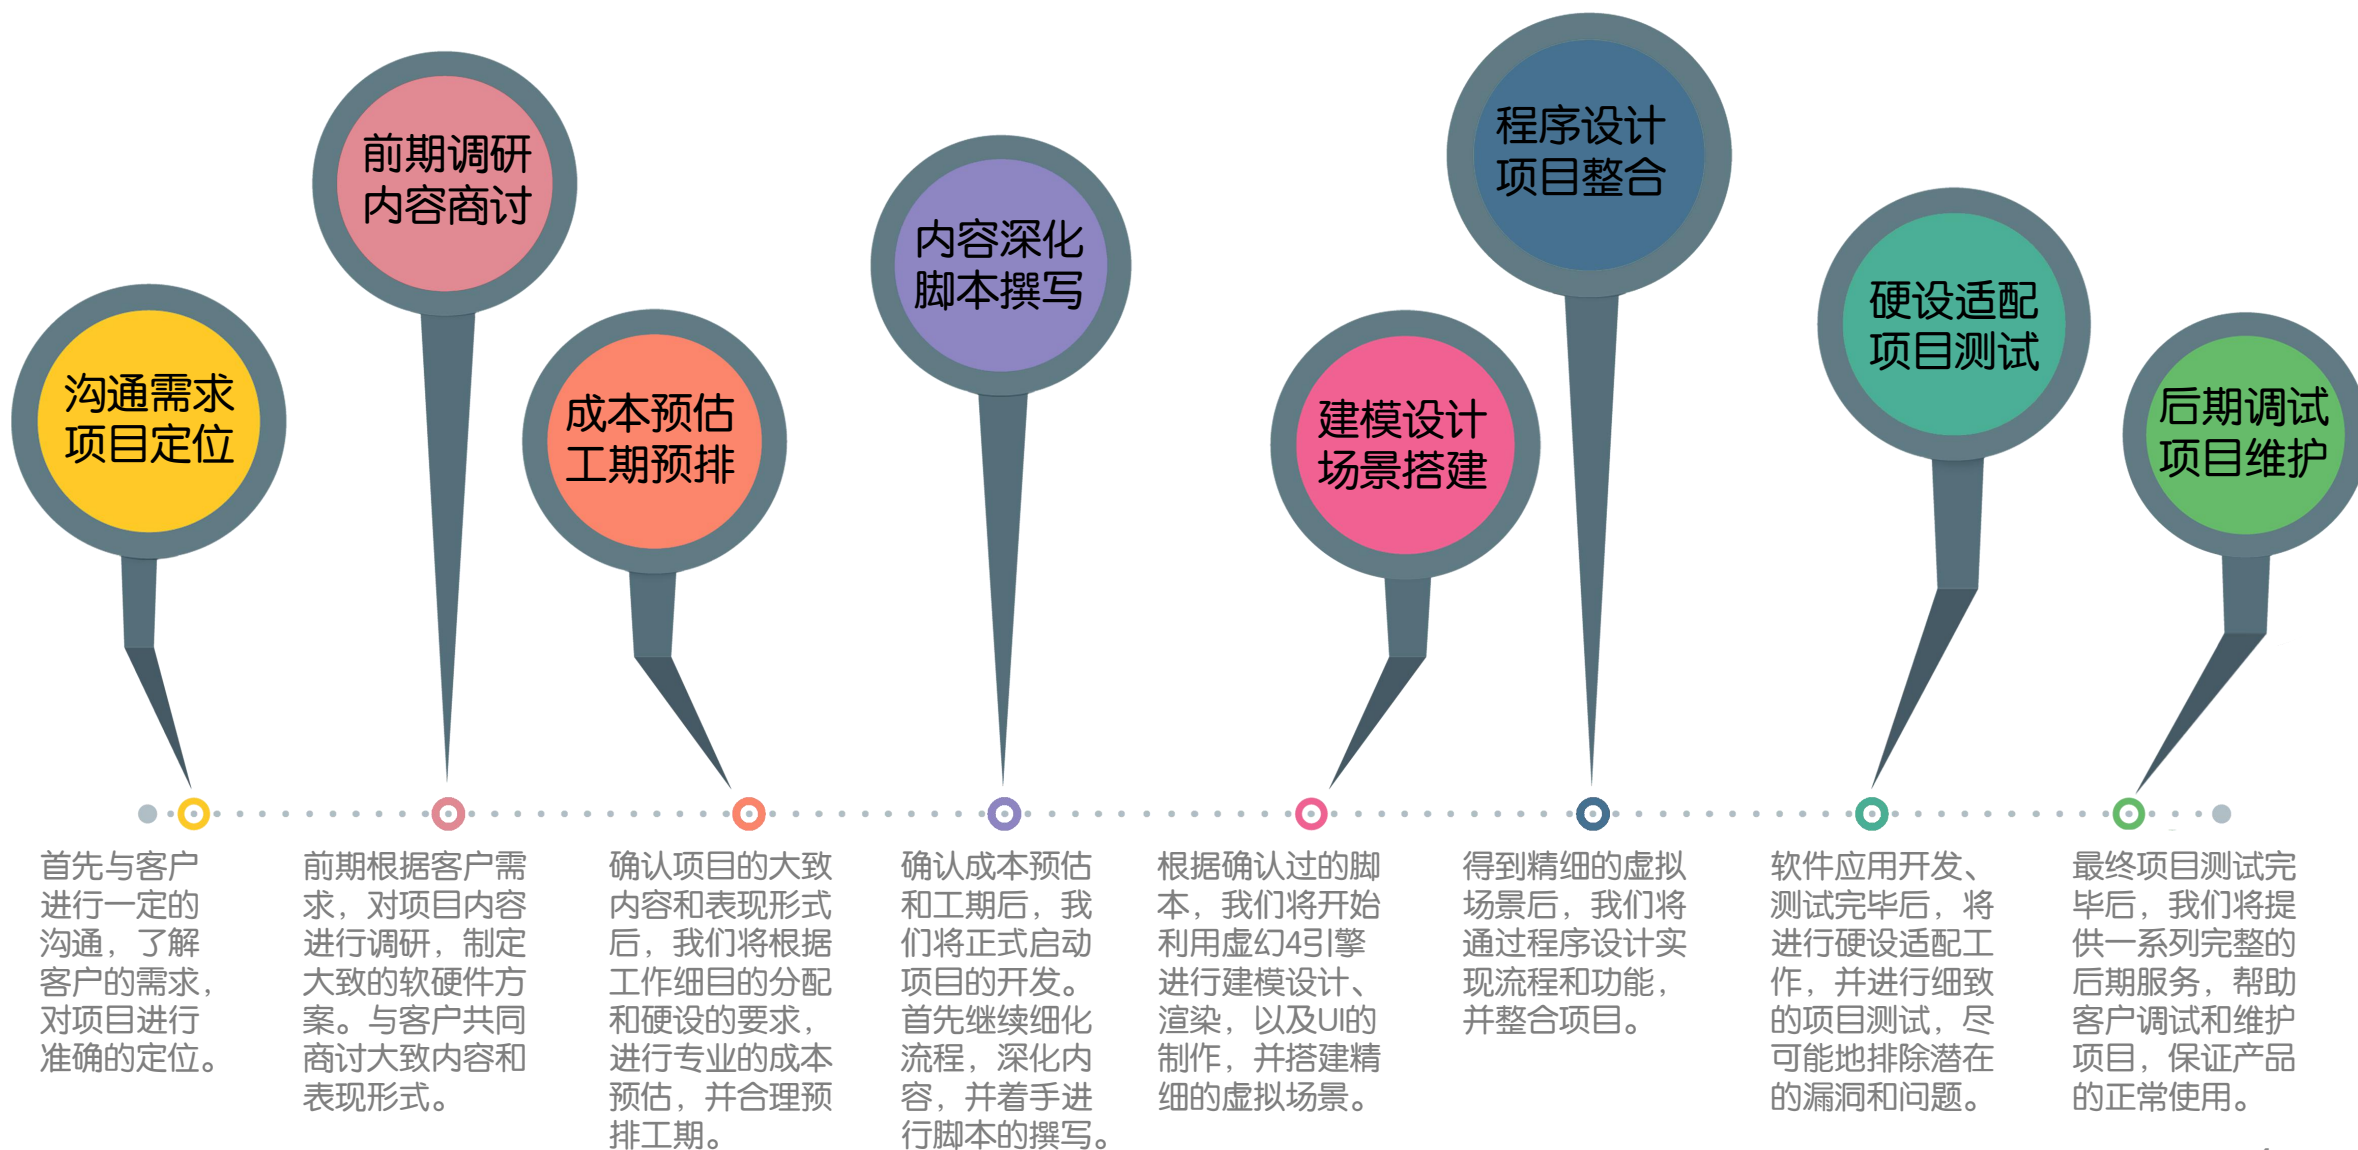 沟通需求
项目定位
前期调研
内容商讨
成本预估
工期预排
内容深化
脚本撰写
建模设计
场景搭建
程序设计
项目整合
硬设适配
项目测试
后期调试
项目维护
首先与客户
进行一定的
沟通，了解
客户的需求，
对项目进行
准确的定位。
前期根据客户需
求，对项目内容
进行调研，制定
大致的软硬件方
案。与客户共同
商讨大致内容和
表现形式。
确认项目的大致
内容和表现形式
后，我们将根据
工作细目的分配
和硬设的要求，
进行专业的成本
预估，并合理预
排工期。
确认成本预估
和工期后，我
们将正式启动
项目的开发。
首先继续细化
流程，深化内
容，并着手进
行脚本的撰写。
根据确认过的脚
本，我们将开始
利用虚幻4引擎
进行建模设计、
渲染，以及UI的
制作，并搭建精
细的虚拟场景。
得到精细的虚拟
场景后，我们将
通过程序设计实
现流程和功能，
并整合项目。
软件应用开发、
测试完毕后，将
进行硬设适配工
作，并进行细致
的项目测试，尽
可能地排除潜在
的漏洞和问题。
最终项目测试完
毕后，我们将提
供一系列完整的
后期服务，帮助
客户调试和维护
项目，保证产品
的正常使用。